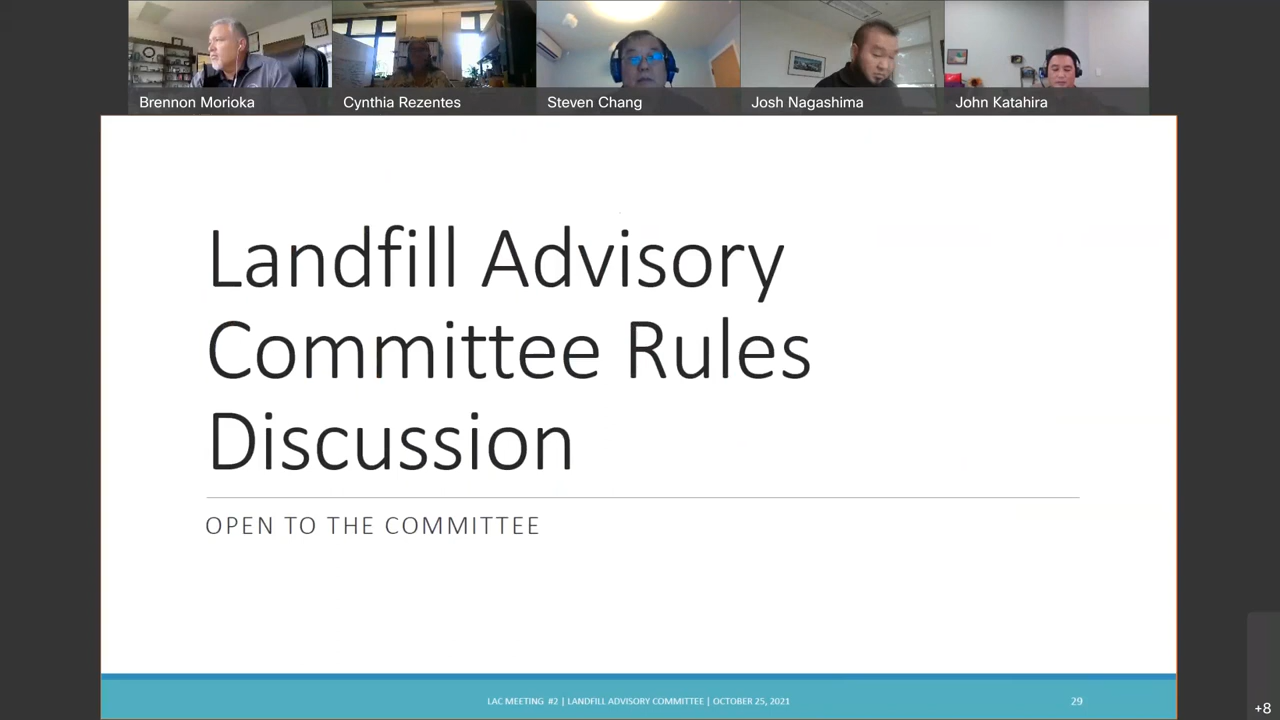 Brennon Morioka
Cynthia Rezentes
Steven Chang
Josh Nagashima
John Katahira
Landfill Advisory
Committee Rules
Discussion
OPEN TO THE COMMITTEE
LAC MEETING #2 | LANDFILL ADVISORY COMMITTEE | OCTOBER 25, 2021
29
+8